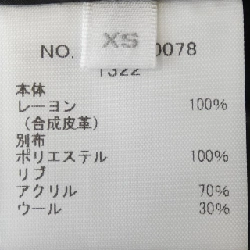 XS
NO. 0078
1322
本体
レーヨン 100%
(合成皮革)
別布
ポリエステル 100%
リブ
アクリル 70%
ウール 30%